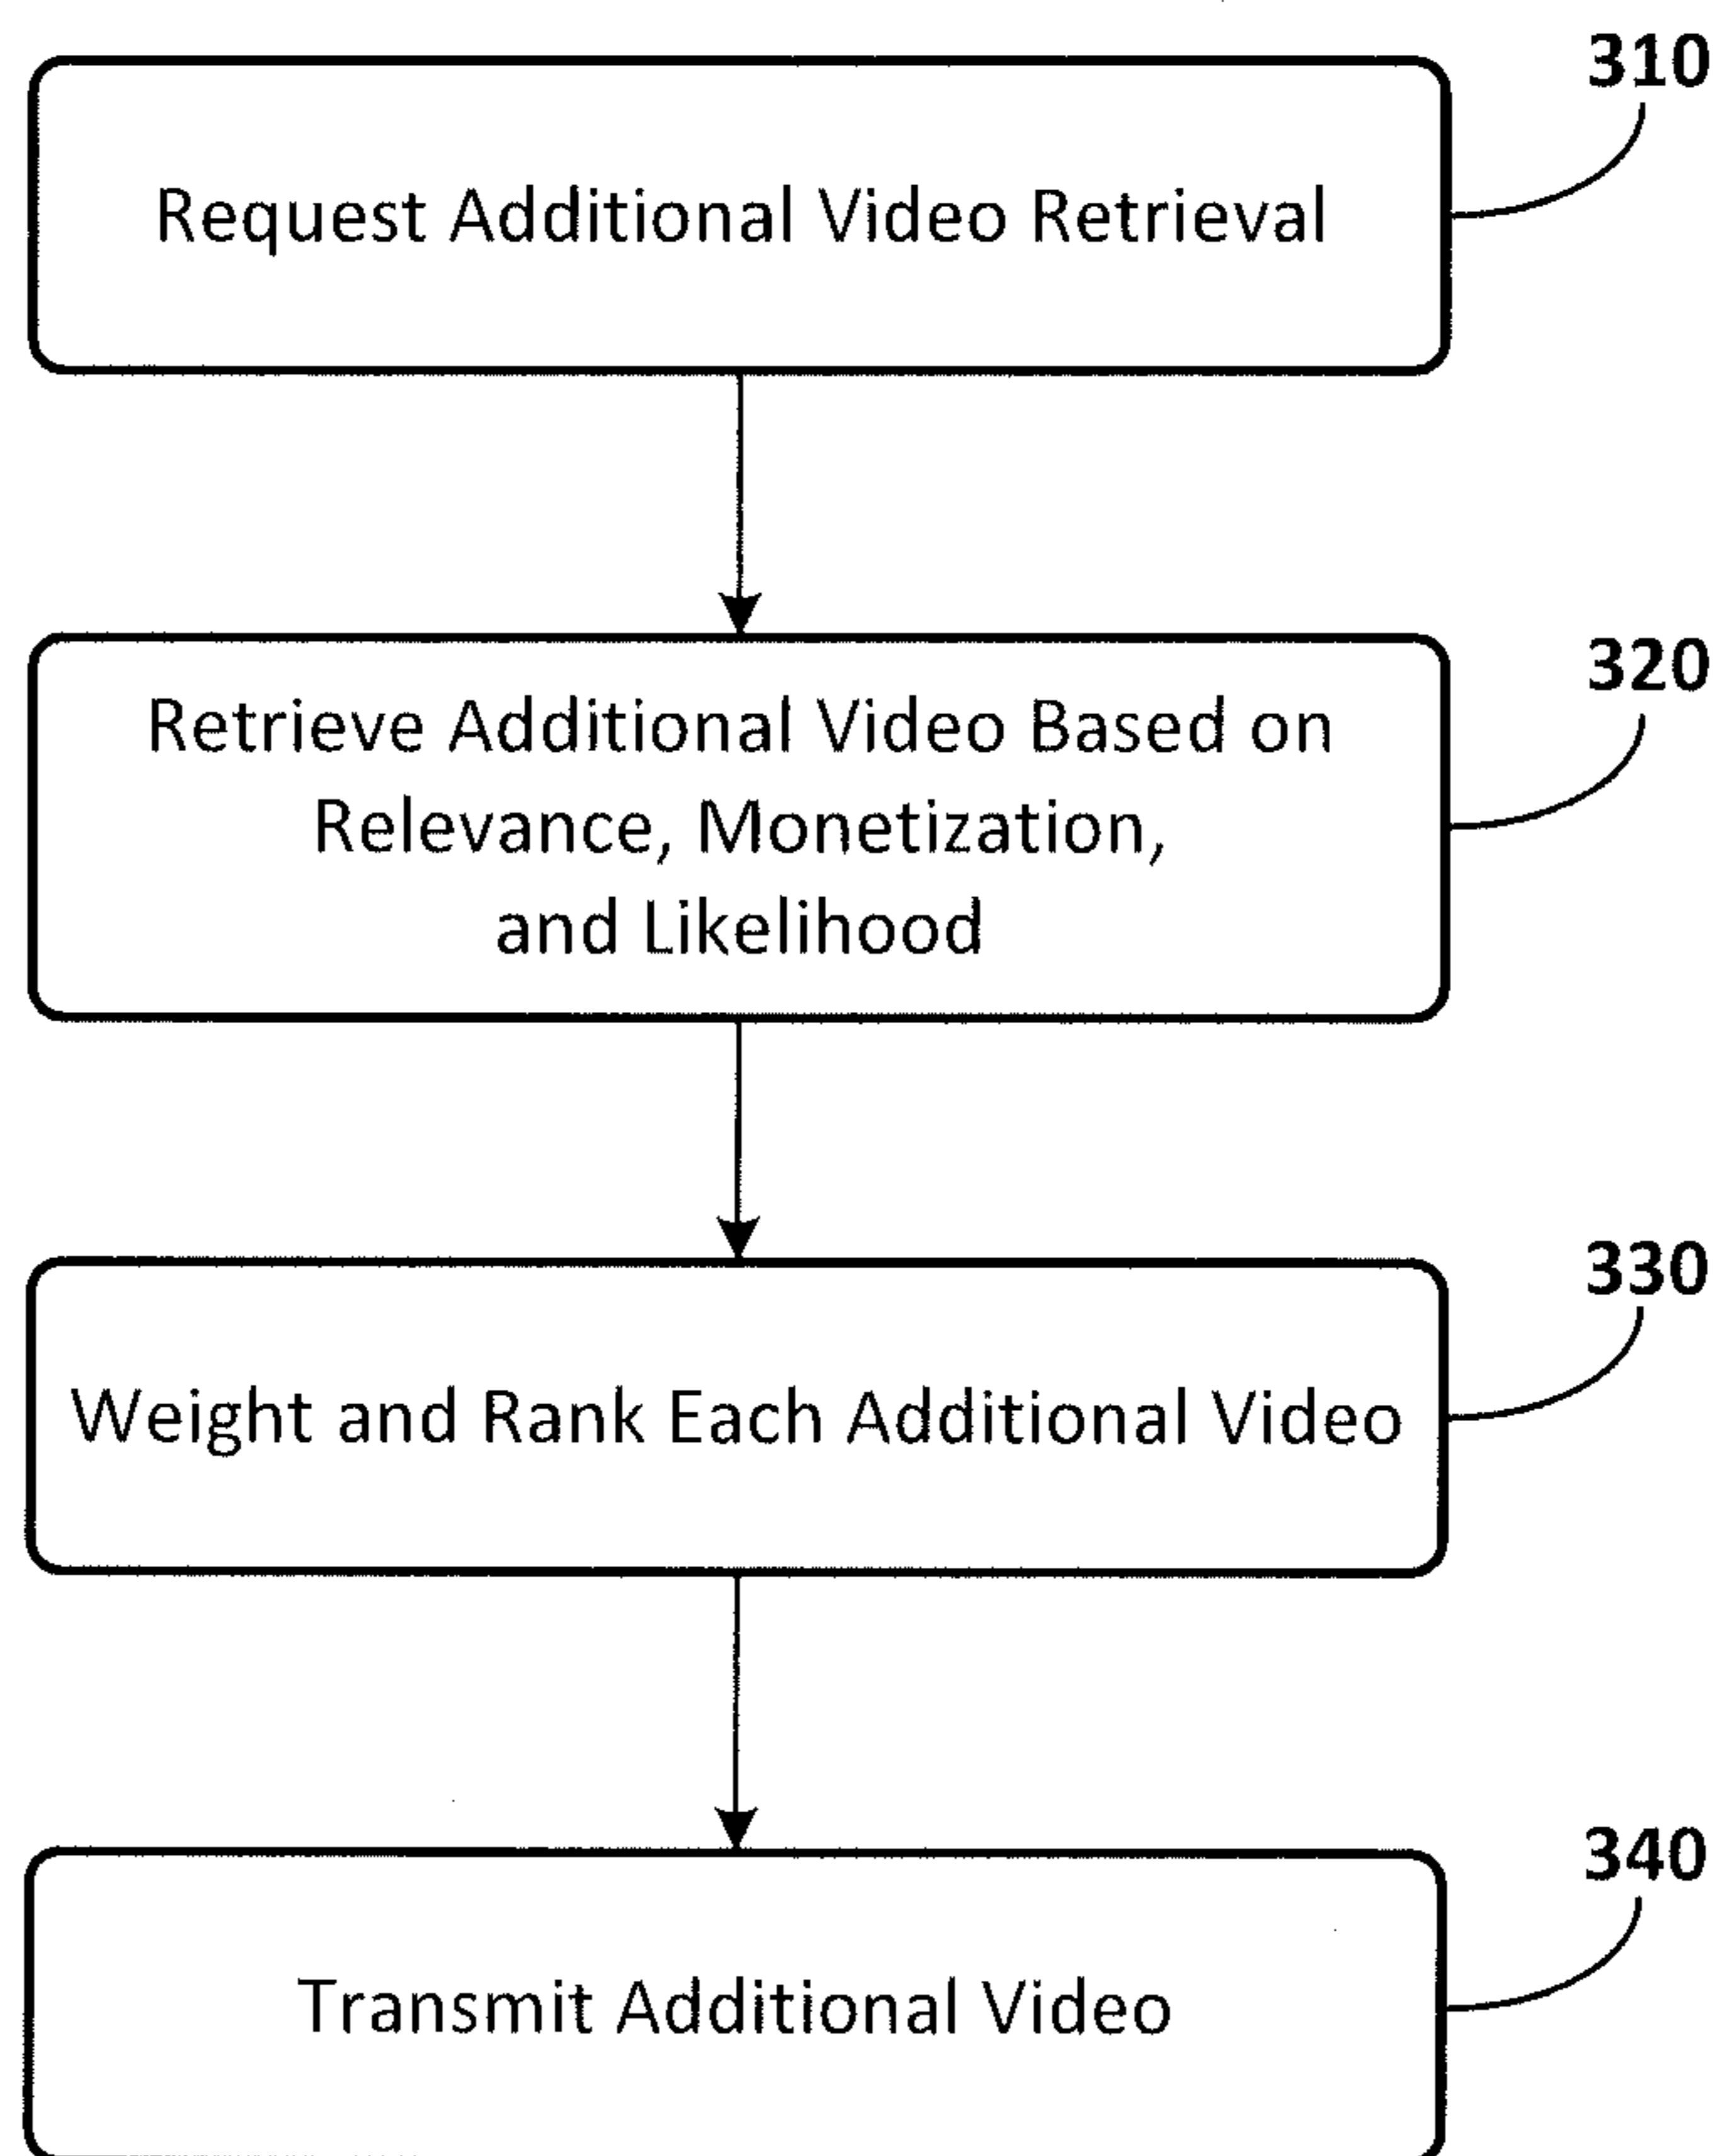 310
Request Additional Video Retrieval
320
Retrieve Additional Video Based on
Relevance, Monetization,
and Likelihood
330
Weight and Rank Each Additional Video
340
Transmit Additional Video